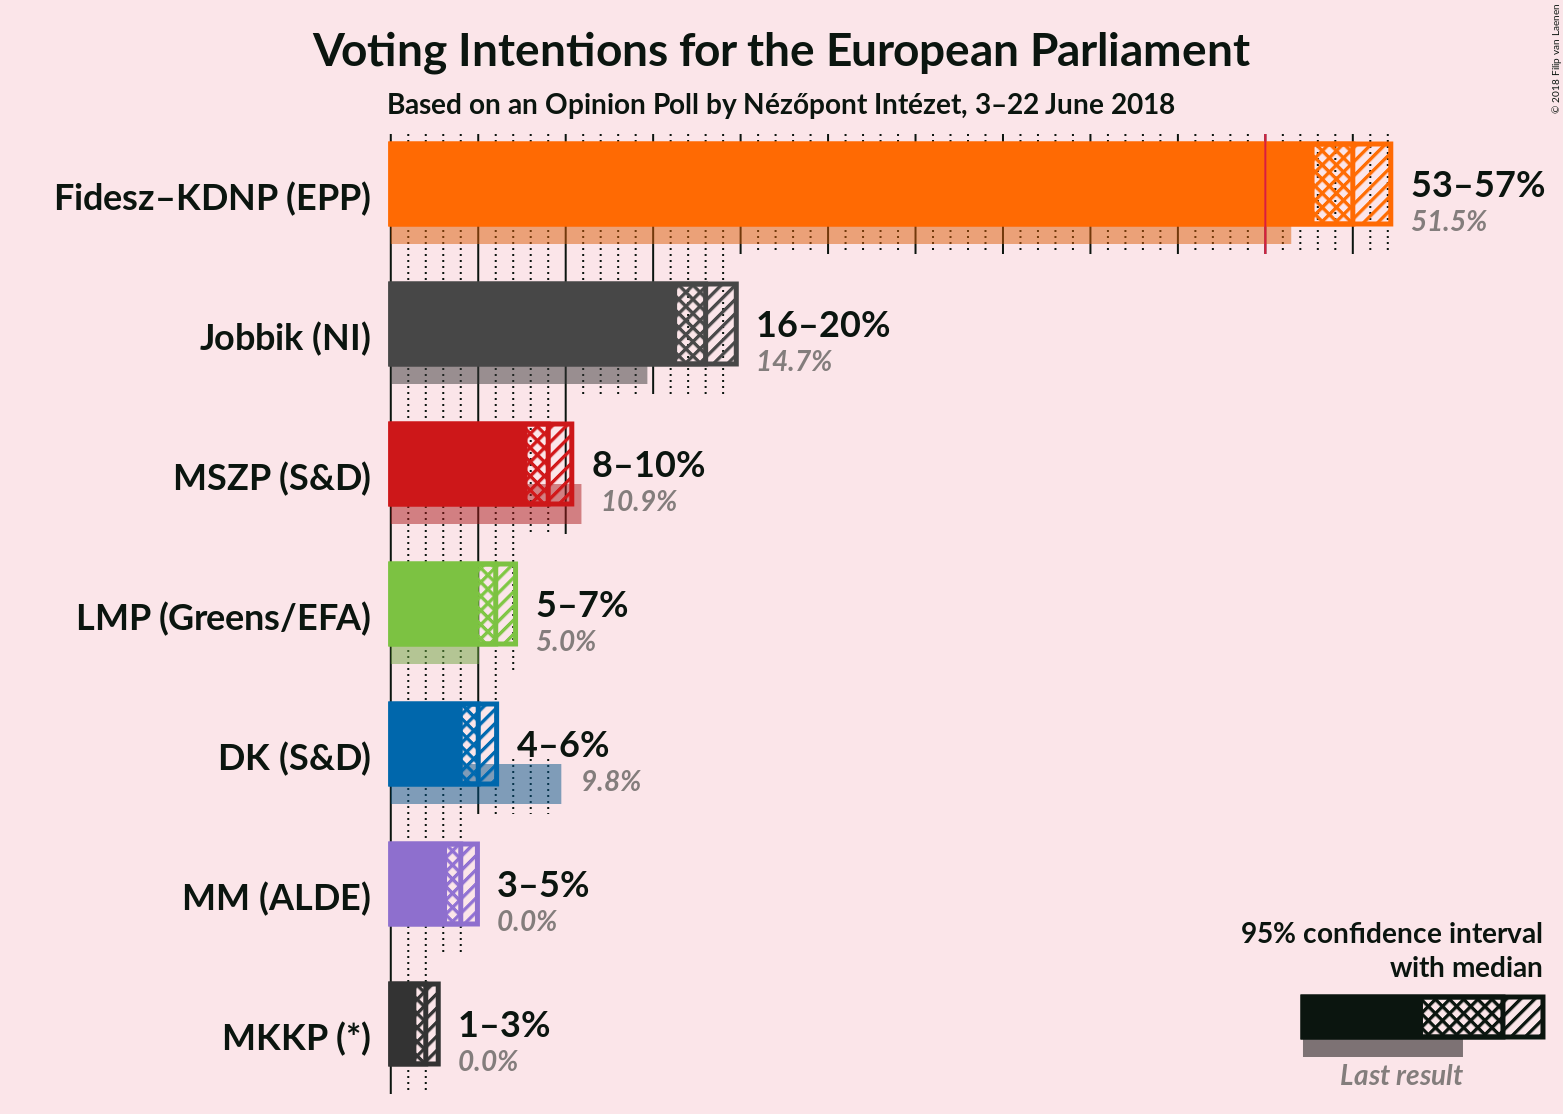 Voting Intentions for the European Parliament
Based on an Opinion Poll by Nézőpont Intézet, 3–22 June 2018
© 2018 Filip van Laenen
Fidesz–KDNP (EPP)
53–57%
51.5%
Jobbik (NI)
16–20%
14.7%
MSZP (S&D)
8–10%
10.9%
LMP (Greens/EFA)
5–7%
5.0%
DK (S&D)
4–6%
9.8%
MM (ALDE)
3–5%
0.0%
MKKP (*)
1–3%
0.0%
95% confidence interval
with median
Last result